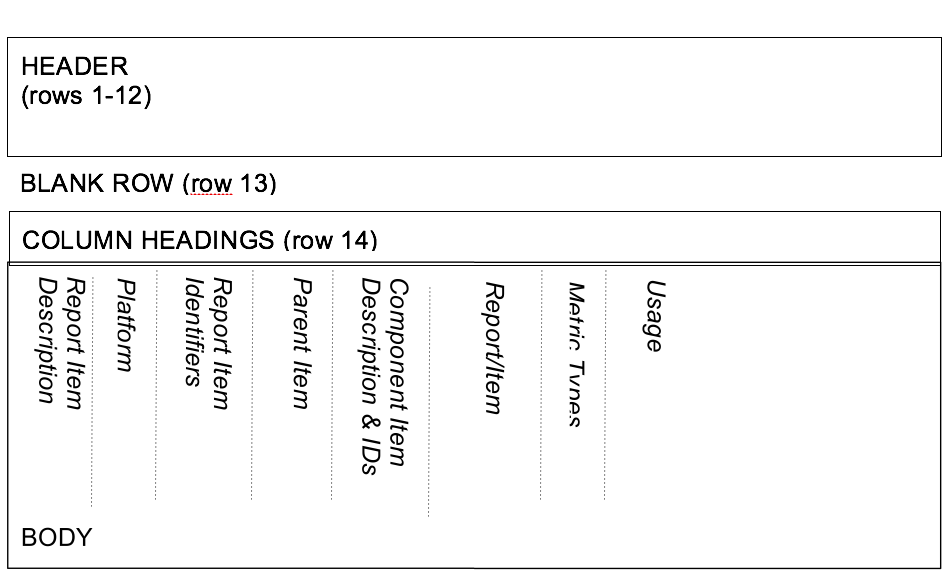 HEADER
(rows 1-12)
BLANK ROW (row 13)
COLUMN HEADINGS (row 14)
Report Item
Description
Platform
Report Item
Identifiers
Parent Item
Component Item
Description & IDs
Report/Item
Metric Types
Usage
BODY